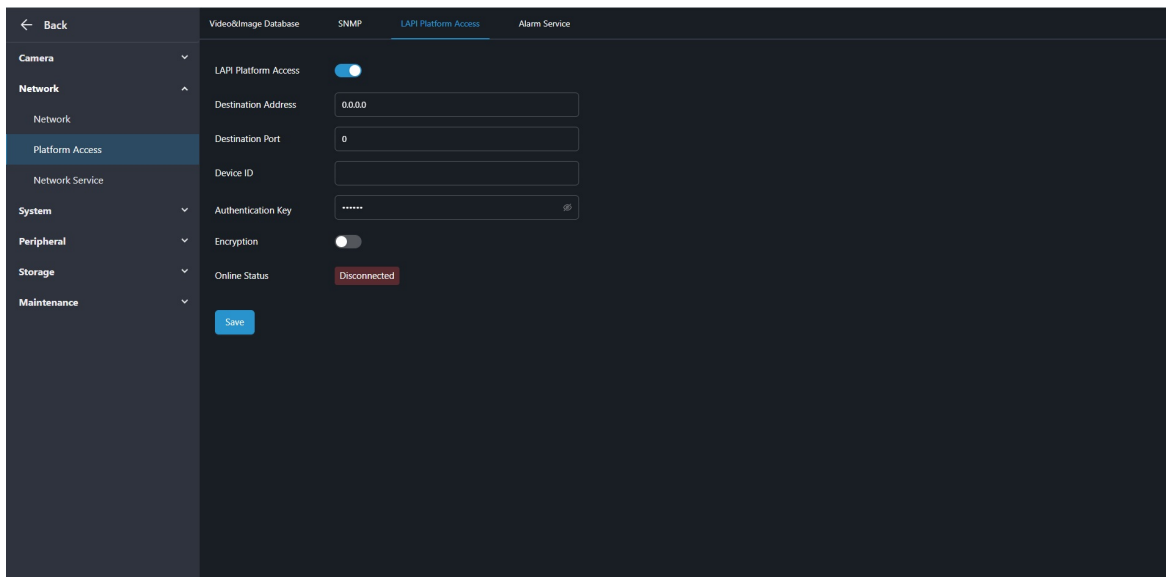 Back
Camera
Network
Network
Platform Access
Network Service
System
Peripheral
Storage
Maintenance
Video&Image Database SNMP LAPI Platform Access Alarm Service
LAPI Platform Access
Destination Address 0.0.0.0
Destination Port 0
Device ID
Authentication Key ••••••
Encryption
Online Status Disconnected
Save